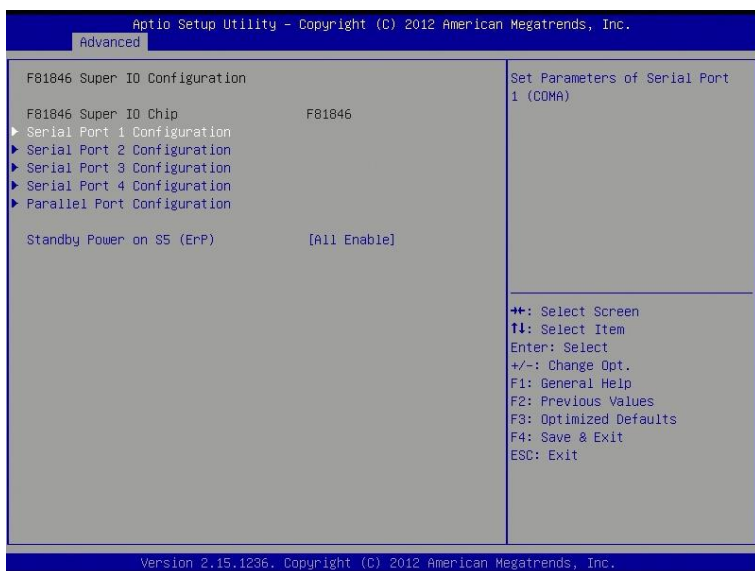 Aptio Setup Utility – Copyright (C) 2012 American Megatrends, Inc.
Advanced
F81846 Super IO Configuration
F81846 Super IO Chip F81846
▶ Serial Port 1 Configuration
▶ Serial Port 2 Configuration
▶ Serial Port 3 Configuration
▶ Serial Port 4 Configuration
▶ Parallel Port Configuration
Standby Power on S5 (ErP) [All Enable]
Set Parameters of Serial Port
1 (COMA)
→←: Select Screen
↑↓: Select Item
Enter: Select
+/-: Change Opt.
F1: General Help
F2: Previous Values
F3: Optimized Defaults
F4: Save & Exit
ESC: Exit
Version 2.15.1236. Copyright (C) 2012 American Megatrends, Inc.